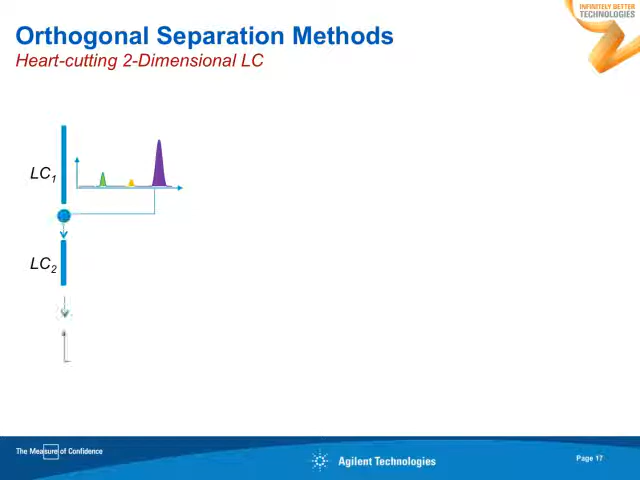 INFINITELY BETTER
TECHNOLOGIES
Orthogonal Separation Methods
Heart-cutting 2-Dimensional LC
LC1
LC2
The Measure of Confidence
Agilent Technologies
Page 17